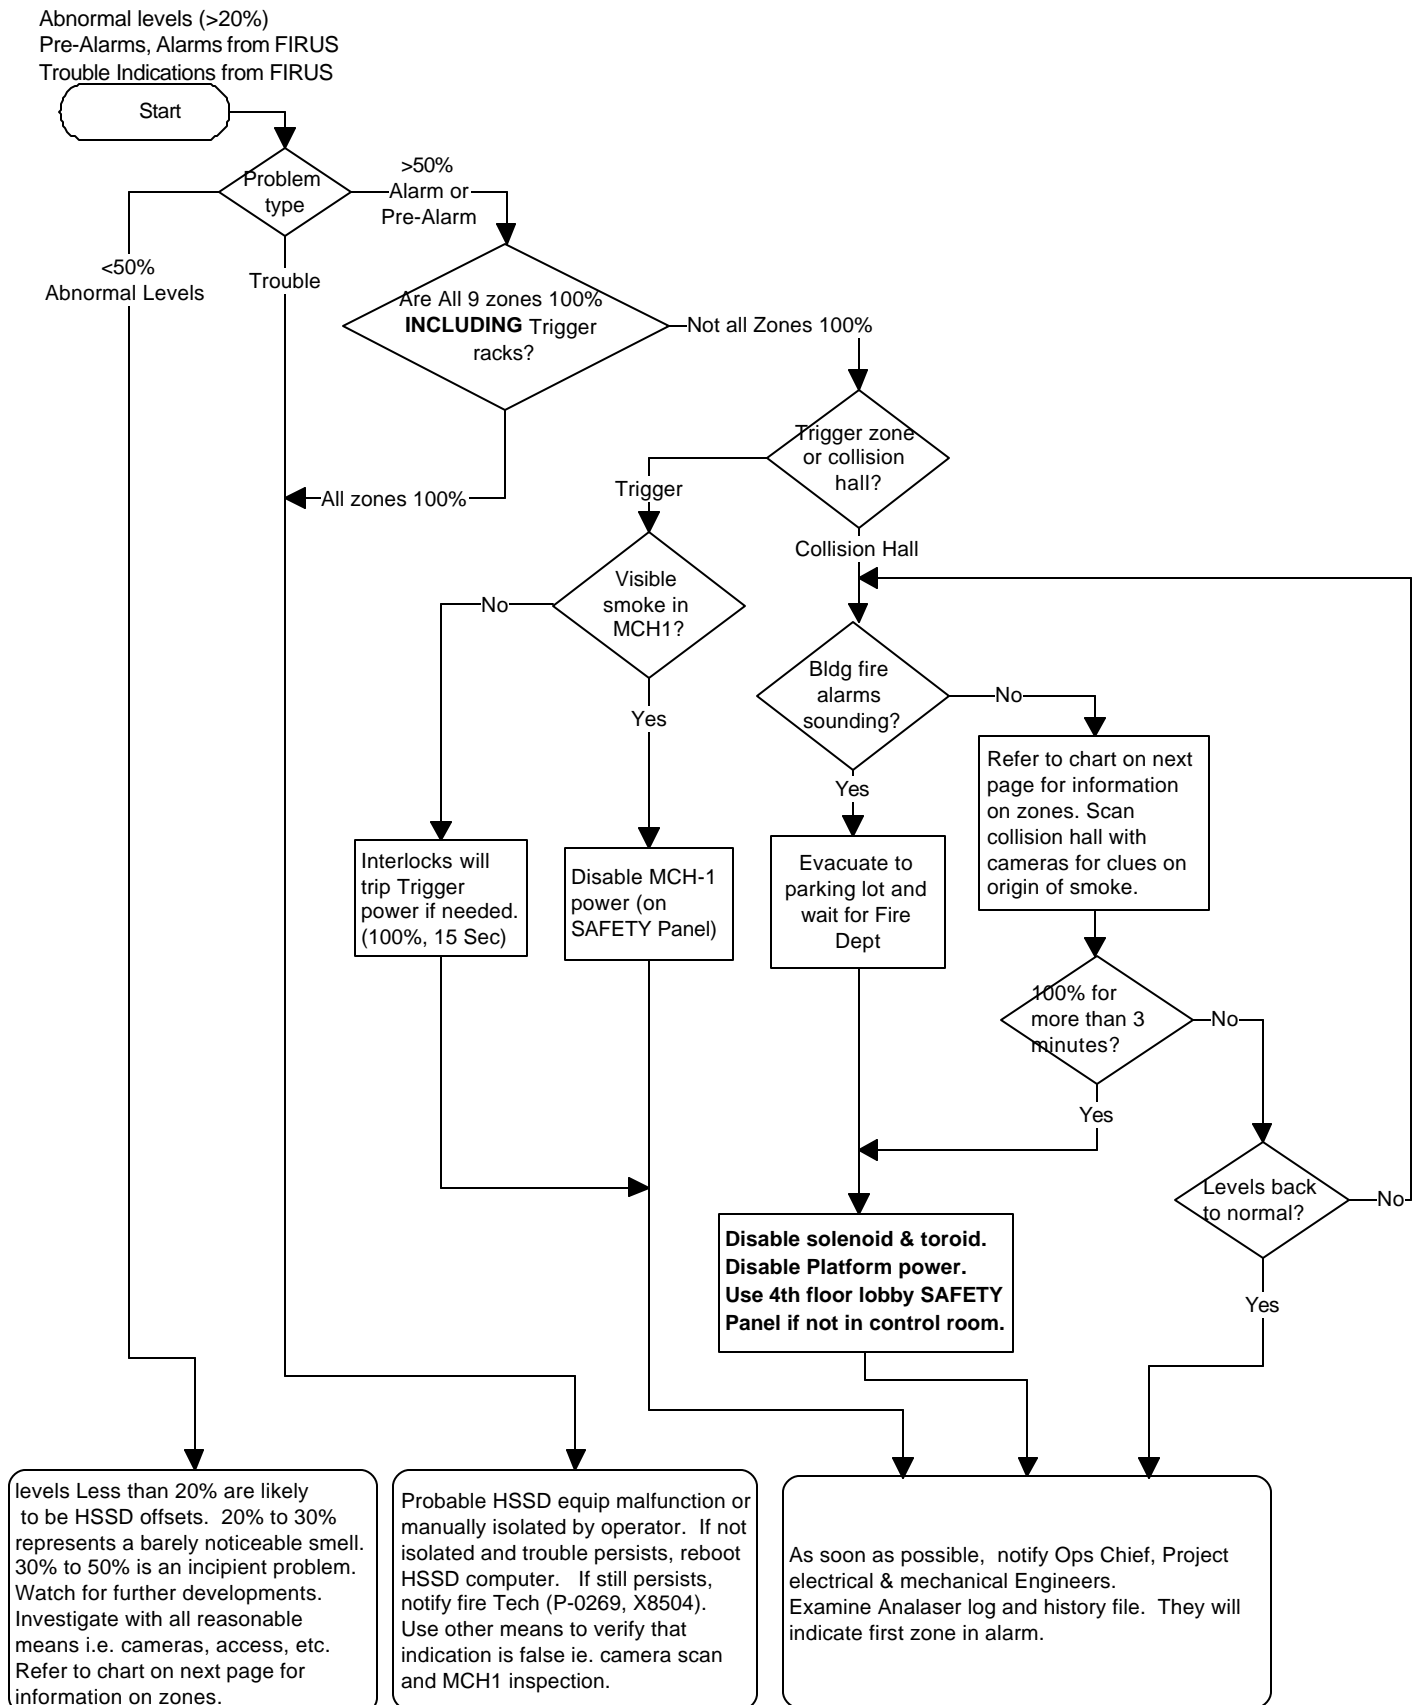 Abnormal levels (>20%)
Pre-Alarms, Alarms from FIRUS
Trouble Indications from FIRUS
Start
Problem
type
>50%
Alarm or
Pre-Alarm
<50%
Abnormal Levels
Trouble
Are All 9 zones 100%
INCLUDING Trigger
racks?
Not all Zones 100%
All zones 100%
Trigger zone
or collision
hall?
Trigger
Collision Hall
Visible
smoke in
MCH1?
No
Yes
Bldg fire
alarms
sounding?
No
Yes
Refer to chart on next
page for information
on zones. Scan
collision hall with
cameras for clues on
origin of smoke.
Interlocks will
trip Trigger
power if needed.
(100%, 15 Sec)
Disable MCH-1
power (on
SAFETY Panel)
Evacuate to
parking lot and
wait for Fire
Dept
100% for
more than 3
minutes?
No
Yes
Levels back
to normal?
No
Yes
Disable solenoid & toroid.
Disable Platform power.
Use 4th floor lobby SAFETY
Panel if not in control room.
levels Less than 20% are likely
to be HSSD offsets. 20% to 30%
represents a barely noticeable smell.
30% to 50% is an incipient problem.
Watch for further developments.
Investigate with all reasonable
means i.e. cameras, access, etc.
Refer to chart on next page for
information on zones.
Probable HSSD equip malfunction or
manually isolated by operator. If not
isolated and trouble persists, reboot
HSSD computer. If still persists,
notify fire Tech (P-0269, X8504).
Use other means to verify that
indication is false ie. camera scan
and MCH1 inspection.
As soon as possible, notify Ops Chief, Project
electrical & mechanical Engineers.
Examine Analaser log and history file. They will
indicate first zone in alarm.